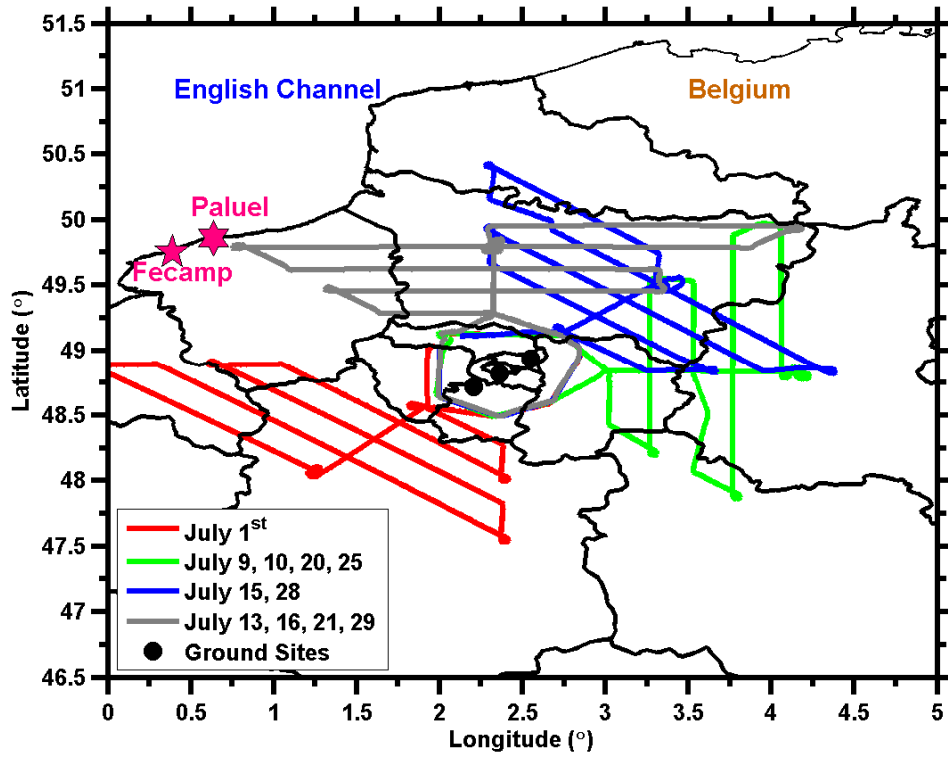 51.5
51
50.5
50
49.5
49
48.5
48
47.5
47
46.5
Latitude (°)
English Channel
Belgium
Paluel
Fecamp
July 1st
July 9, 10, 20, 25
July 15, 28
July 13, 16, 21, 29
Ground Sites
0
0.5
1
1.5
2
2.5
3
3.5
4
4.5
5
Longitude (°)